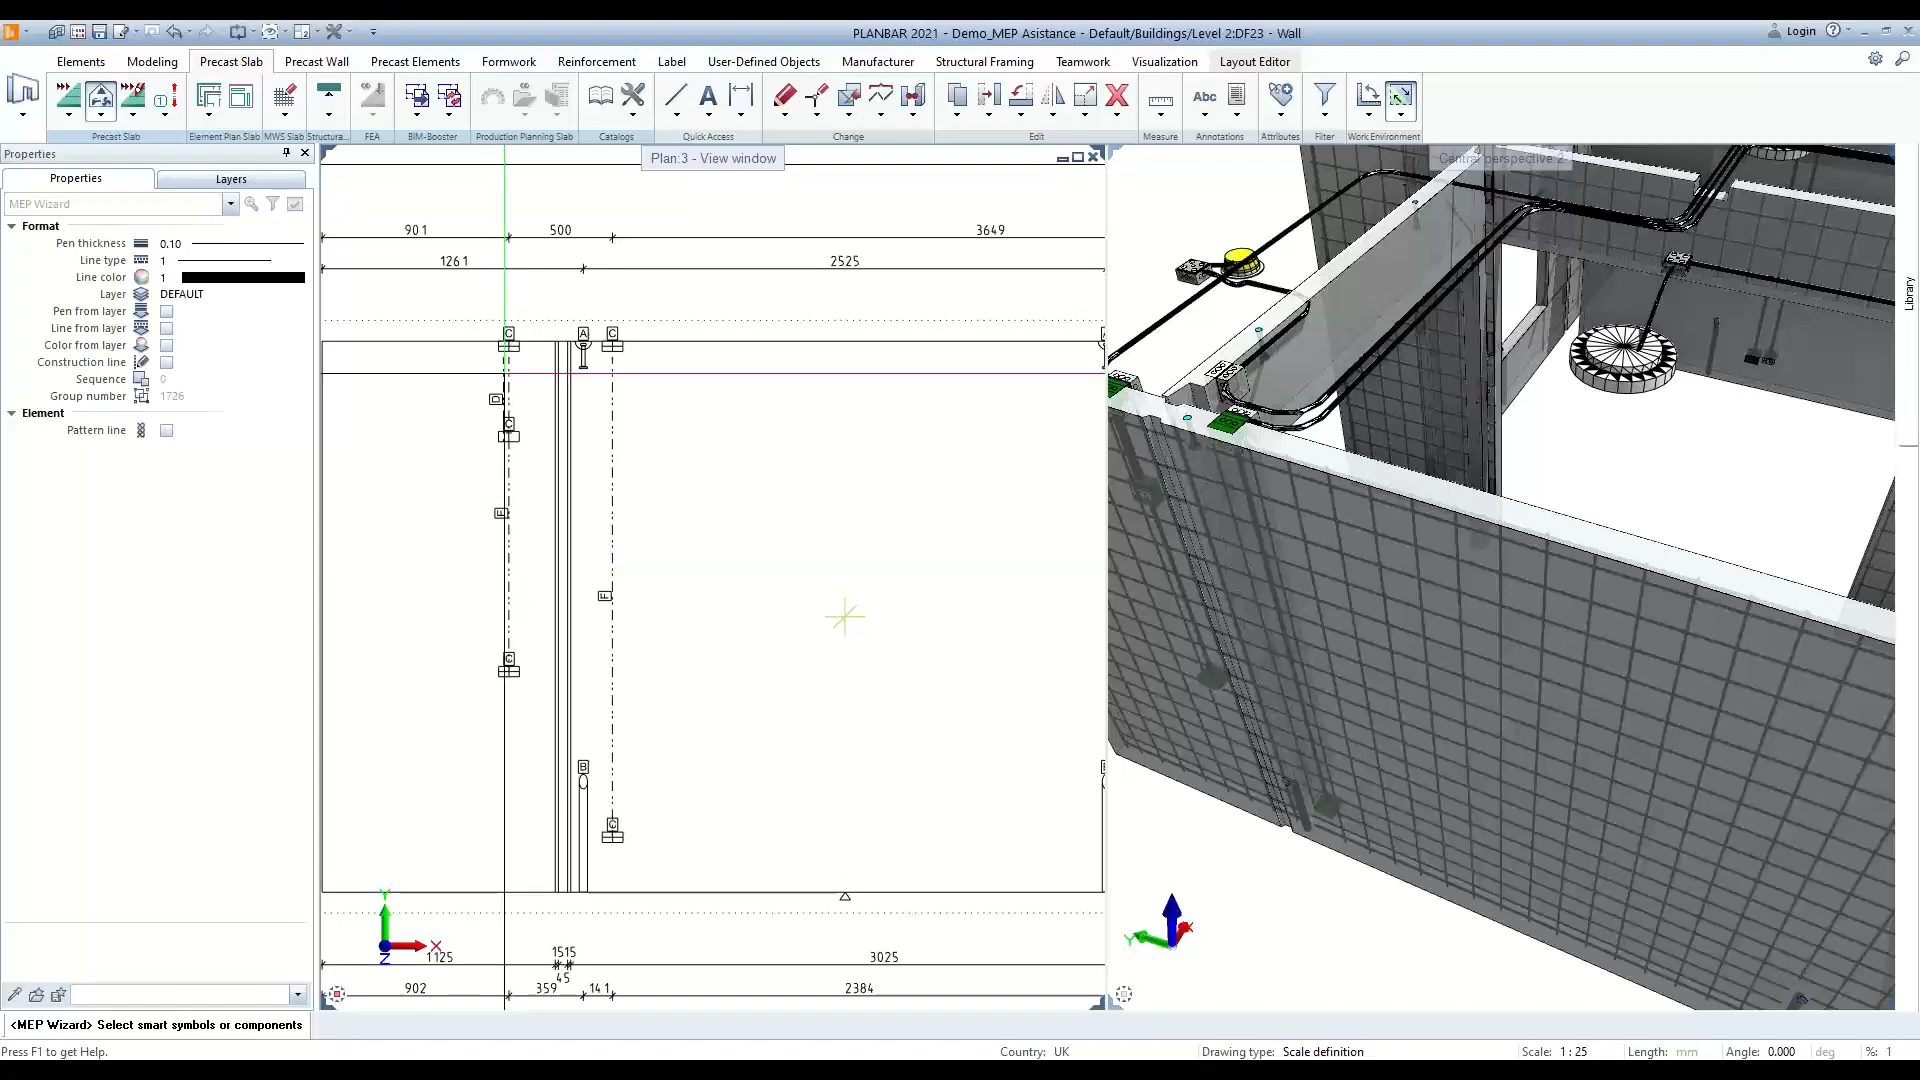 PLANBAR 2021 - Demo_MEP Asistance - Default/Buildings/Level 2:DF23 - Wall
Login
Elements Modeling Precast Slab Precast Wall Precast Elements Formwork Reinforcement Label User-Defined Objects Manufacturer Structural Framing Teamwork Visualization Layout Editor
Abc
Precast Slab Element Plan Slab MWS Slab Structura... FEA BIM-Booster Production Planning Slab Catalogs Quick Access Change Edit Measure Annotations Attributes Filter Work Environment
Properties
Properties Layers
MEP Wizard
Format
Pen thickness 0.10
Line type 1
Line color 1
Layer DEFAULT
Pen from layer
Line from layer
Color from layer
Construction line
Sequence 0
Group number 1726
Element
Pattern line
Plan:3 - View window
Central perspective:2
Library
901 500 3649
1261 2525
C A C
D
C
E
F
C
B
C
Y
X
Z
1125 1515 3025
45
902 359 141 2384
Y X
<MEP Wizard> Select smart symbols or components
Press F1 to get Help. Country: UK Drawing type: Scale definition Scale: 1 : 25 Length: mm Angle: 0.000 deg %: 1